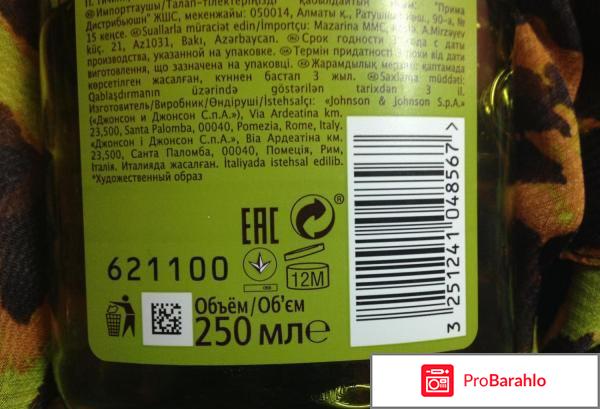 Импорттаушы/Талап-тілектеріңізді қабылдайтын "Прима
Дистрибьюшн" ЖШС, мекенжайы: 050014, Алматы қ., Ратушного 90-а, №
15 кеңсе. Suallarla müraciət edin/Importçu: Mazarina MMC, A.Mirzəyev
küç. 21, Az1031, Bakı, Azərbaycan. Срок годности 3 года с даты
производства, указанной на упаковке. Термін придатності 3 роки від дати
виготовлення, що зазначена на упаковці. Жарамдылық мерзімі: қаптамада
көрсетілген жасалған, күннен бастап 3 жыл. Saxlama müddəti:
Qablaşdırmanın üzərində göstərilən tarixdən 3 il.
Изготовитель/Виробник/Өндіруші/İstehsalçı: «Johnson & Johnson S.p.A.»
(«Джонсон и Джонсон С.п.А.»), Via Ardeatina km.
23,500, Santa Palomba, 00040, Pomezia, Rome, Italy.
«Джонсон і Джонсон С.п.А.»), Віа Ардеатіна км.
23,500, Санта Паломба, 00040, Помеція, Рим,
Італія. Италияда жасалған. İtaliyada istehsal edilib.
*Художественный образ
EAC
®
621100
12M
Объём/Об'єм
250 мл℮
3 251241 048567 >
ProBarahlo